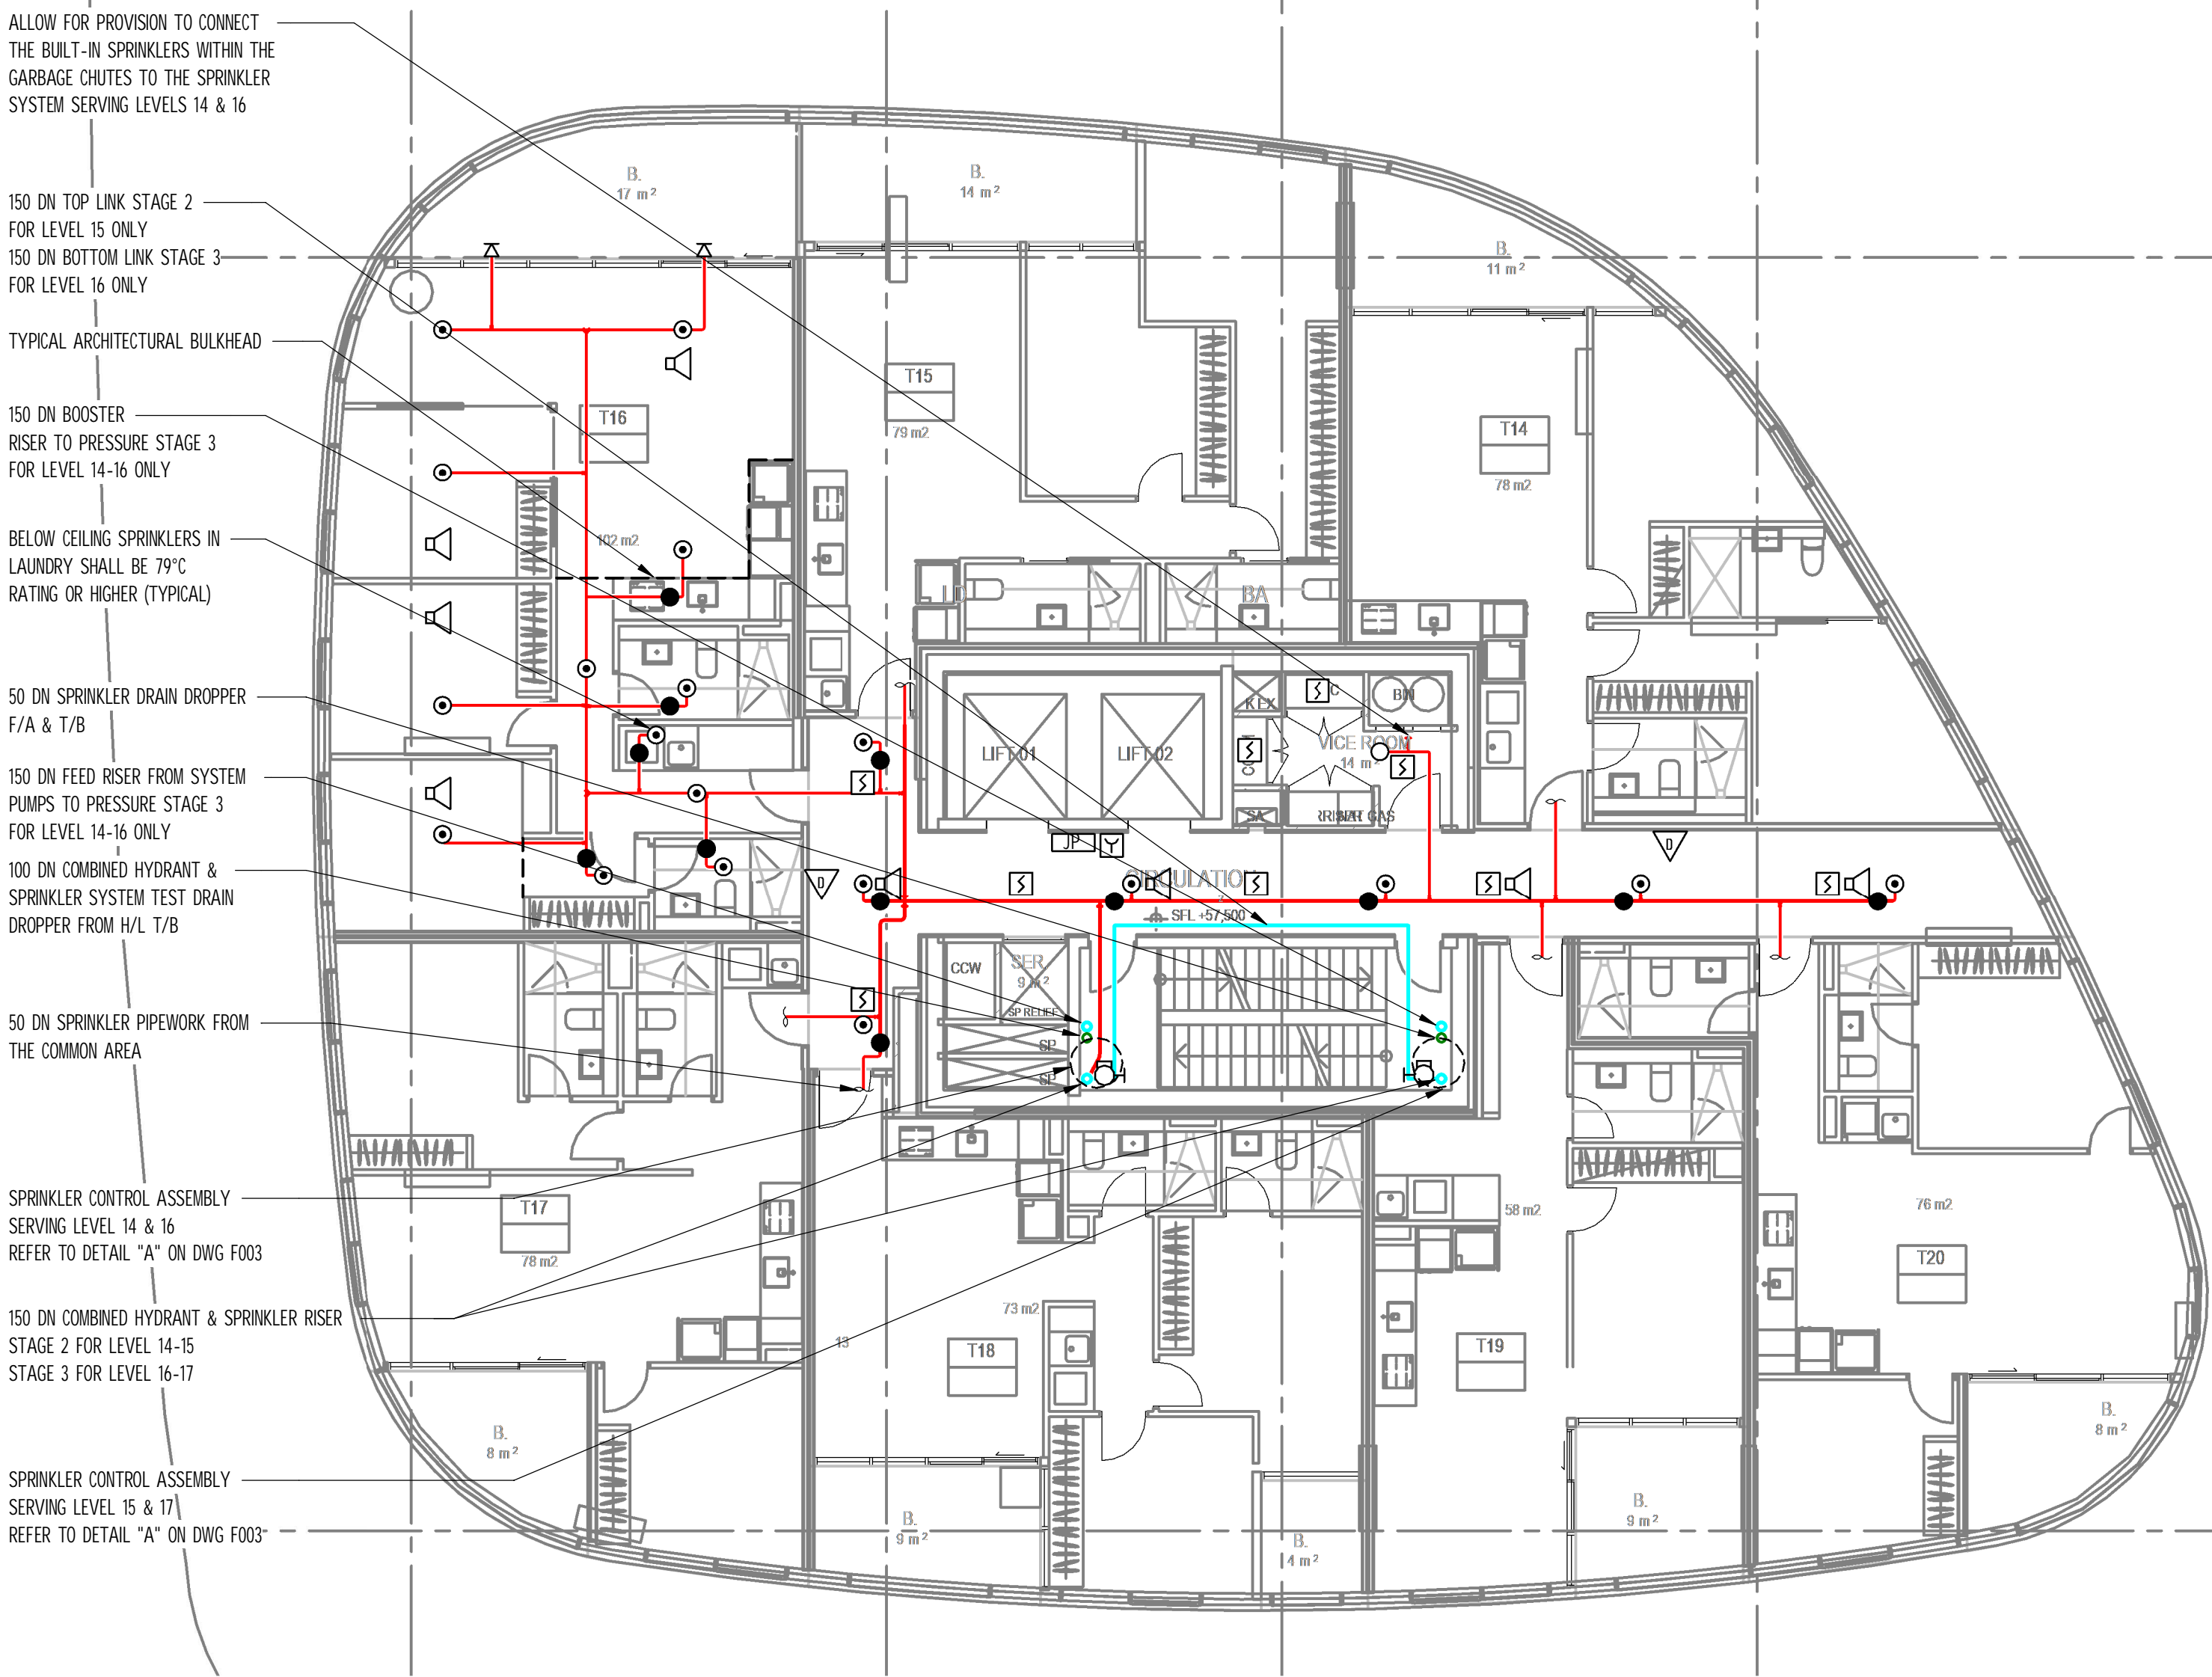 ALLOW FOR PROVISION TO CONNECT
THE BUILT-IN SPRINKLERS WITHIN THE
GARBAGE CHUTES TO THE SPRINKLER
SYSTEM SERVING LEVELS 14 & 16
150 DN TOP LINK STAGE 2
FOR LEVEL 15 ONLY
150 DN BOTTOM LINK STAGE 3
FOR LEVEL 16 ONLY
TYPICAL ARCHITECTURAL BULKHEAD
150 DN BOOSTER
RISER TO PRESSURE STAGE 3
FOR LEVEL 14-16 ONLY
BELOW CEILING SPRINKLERS IN
LAUNDRY SHALL BE 79°C
RATING OR HIGHER (TYPICAL)
50 DN SPRINKLER DRAIN DROPPER
F/A & T/B
150 DN FEED RISER FROM SYSTEM
PUMPS TO PRESSURE STAGE 3
FOR LEVEL 14-16 ONLY
100 DN COMBINED HYDRANT &
SPRINKLER SYSTEM TEST DRAIN
DROPPER FROM H/L T/B
50 DN SPRINKLER PIPEWORK FROM
THE COMMON AREA
SPRINKLER CONTROL ASSEMBLY
SERVING LEVEL 14 & 16
REFER TO DETAIL "A" ON DWG F003
150 DN COMBINED HYDRANT & SPRINKLER RISER
STAGE 2 FOR LEVEL 14-15
STAGE 3 FOR LEVEL 16-17
SPRINKLER CONTROL ASSEMBLY
SERVING LEVEL 15 & 17
REFER TO DETAIL "A" ON DWG F003
B.
17 m²
B.
14 m²
B.
11 m²
T16
102 m2
T15
79 m2
T14
78 m2
LD
BA
LIFT 01
LIFT 02
KEX
C
BIN
VICE ROOM
14 m²
SA
GAS
JP
Y
D
D
CIRCULATION
SFL +57,500
CCW
SER.
9 m²
SP RELIEF
SP
SP
T17
78 m2
13
73 m2
T18
58 m2
T19
76 m2
T20
B.
8 m²
B.
9 m²
B.
4 m²
B.
9 m²
B.
8 m²